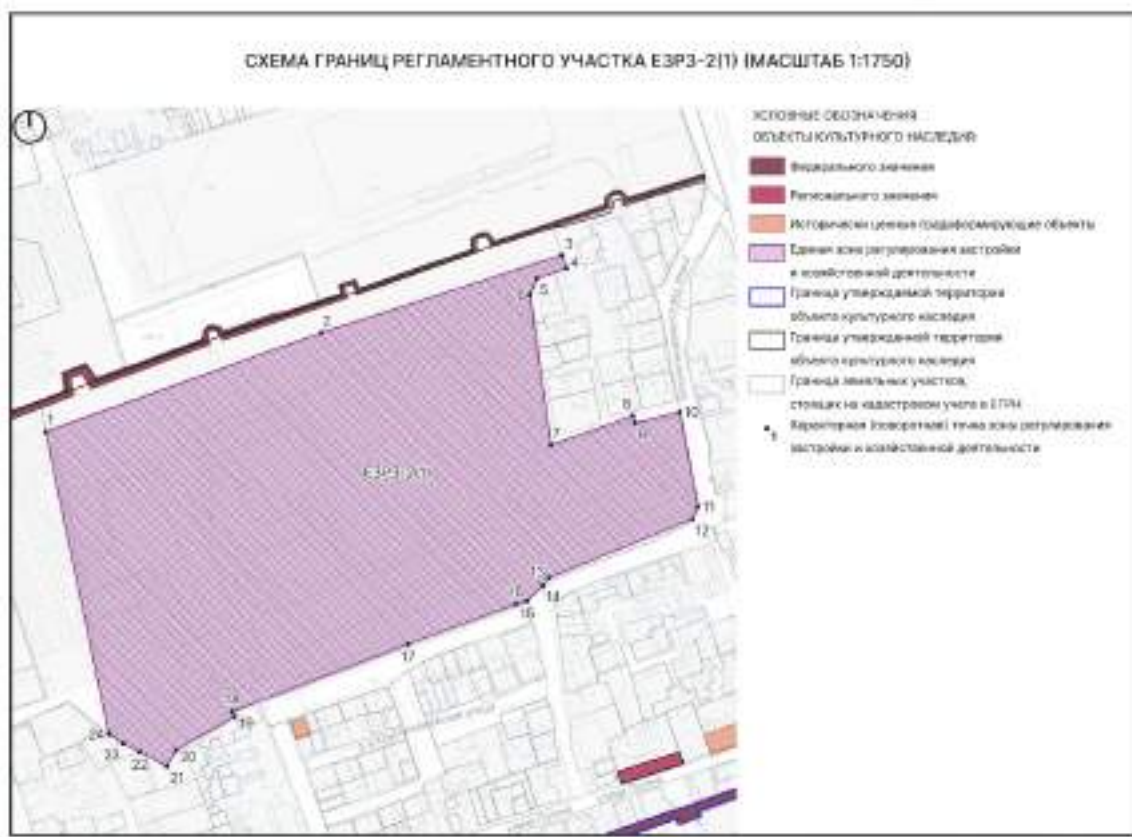 СХЕМА ГРАНИЦ РЕГЛАМЕНТНОГО УЧАСТКА ЕЗРЗ-2(1) (МАСШТАБ 1:1750)
УСЛОВНЫЕ ОБОЗНАЧЕНИЯ
ОБЪЕКТЫ КУЛЬТУРНОГО НАСЛЕДИЯ:
Федерального значения
Регионального значения
Исторически ценные градоформирующие объекты
Единая зона регулирования застройки
и хозяйственной деятельности
Граница утверждаемой территории
объекта культурного наследия
Граница утвержденной территории
объекта культурного наследия
Граница земельных участков,
стоящих на кадастровом учете в ЕГРН
Характерная (поворотная) точка зоны регулирования
застройки и хозяйственной деятельности
ЕЗРЗ-2(1)
1
2
3
4
5
7
8
9
10
11
12
13
14
15
16
17
18
19
20
21
22
23
24